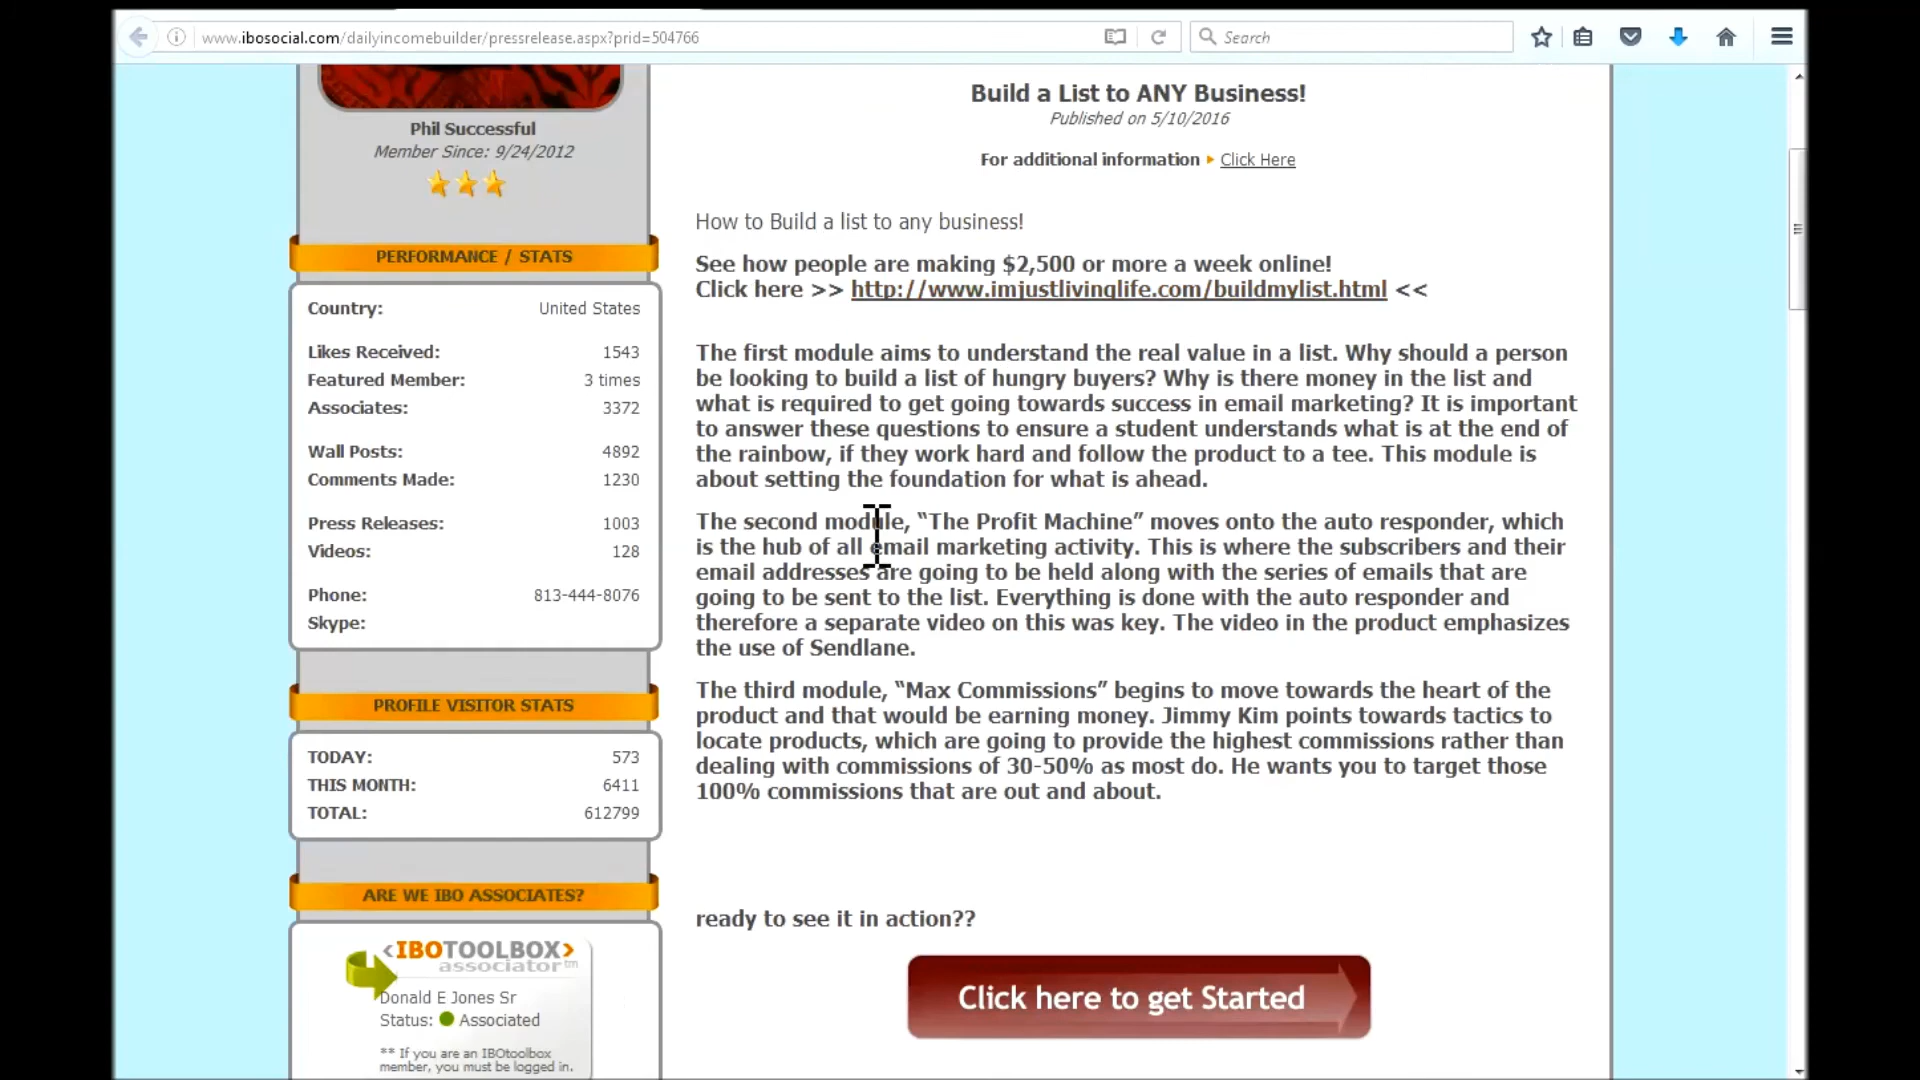 www.ibosocial.com/dailyincomebuilder/pressrelease.aspx?prid=504766
Search
Phil Successful
Member Since: 9/24/2012
PERFORMANCE / STATS
Country: United States
Likes Received: 1543
Featured Member: 3 times
Associates: 3372
Wall Posts: 4892
Comments Made: 1230
Press Releases: 1003
Videos: 128
Phone: 813-444-8076
Skype:
PROFILE VISITOR STATS
TODAY: 573
THIS MONTH: 6411
TOTAL: 612799
ARE WE IBO ASSOCIATES?
<IBOTOOLBOX>
associator™
Donald E Jones Sr
Status: Associated
** If you are an IBOtoolbox
member, you must be logged in.
Build a List to ANY Business!
Published on 5/10/2016
For additional information Click Here
How to Build a list to any business!
See how people are making $2,500 or more a week online!
Click here >> http://www.imjustlivinglife.com/buildmylist.html <<
The first module aims to understand the real value in a list. Why should a person
be looking to build a list of hungry buyers? Why is there money in the list and
what is required to get going towards success in email marketing? It is important
to answer these questions to ensure a student understands what is at the end of
the rainbow, if they work hard and follow the product to a tee. This module is
about setting the foundation for what is ahead.
The second module, “The Profit Machine” moves onto the auto responder, which
is the hub of all email marketing activity. This is where the subscribers and their
email addresses are going to be held along with the series of emails that are
going to be sent to the list. Everything is done with the auto responder and
therefore a separate video on this was key. The video in the product emphasizes
the use of Sendlane.
The third module, “Max Commissions” begins to move towards the heart of the
product and that would be earning money. Jimmy Kim points towards tactics to
locate products, which are going to provide the highest commissions rather than
dealing with commissions of 30-50% as most do. He wants you to target those
100% commissions that are out and about.
ready to see it in action??
Click here to get Started